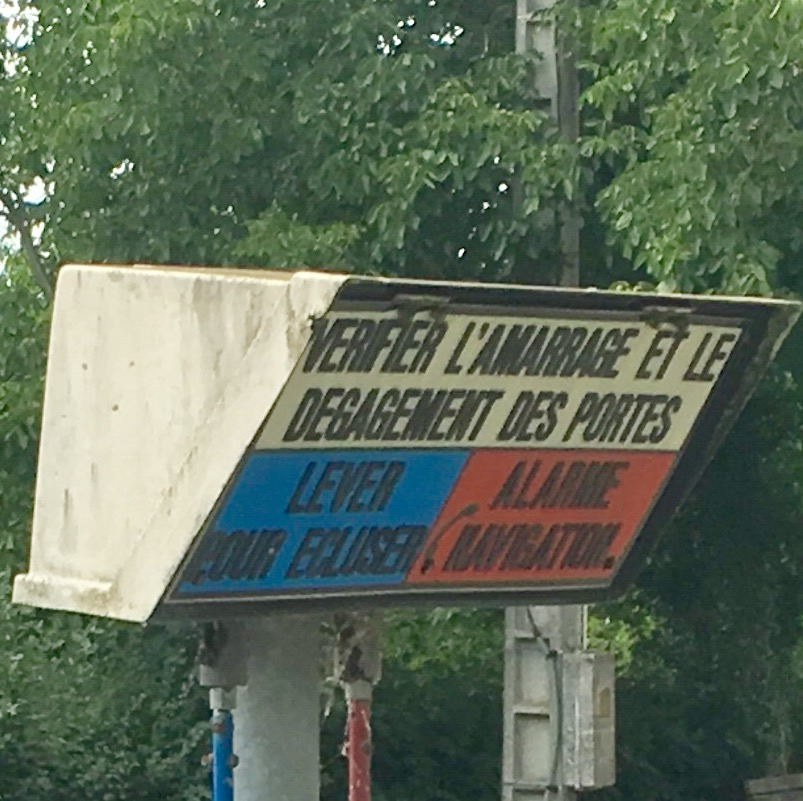 VERIFIER L'AMARRAGE ET LE
DEGAGEMENT DES PORTES
LEVER
POUR ECLUSER
ALARME
NAVIGATION